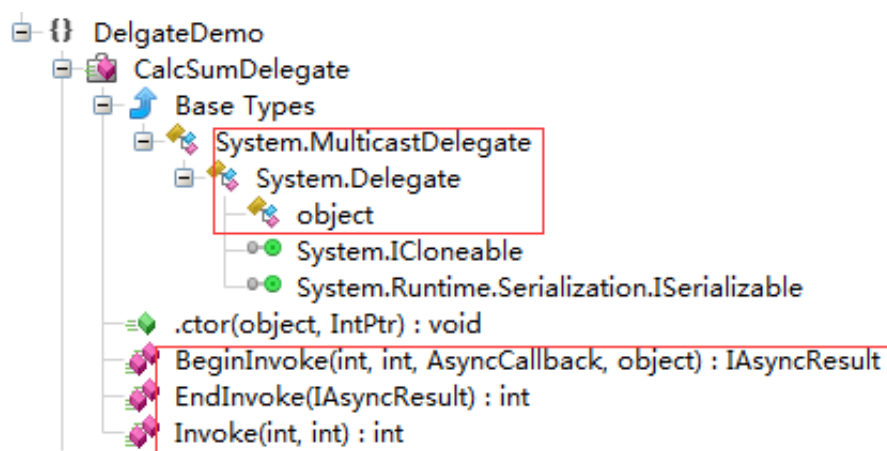 {} DelgateDemo
CalcSumDelegate
Base Types
System.MulticastDelegate
System.Delegate
object
System.ICloneable
System.Runtime.Serialization.ISerializable
.ctor(object, IntPtr) : void
BeginInvoke(int, int, AsyncCallback, object) : IAsyncResult
EndInvoke(IAsyncResult) : int
Invoke(int, int) : int